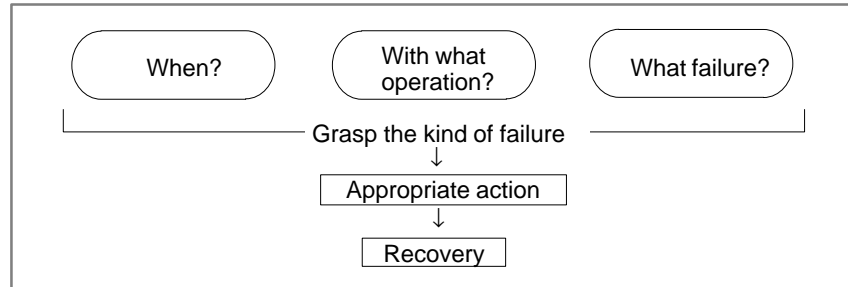 When?
With what
operation?
What failure?
Grasp the kind of failure
↓
Appropriate action
↓
Recovery